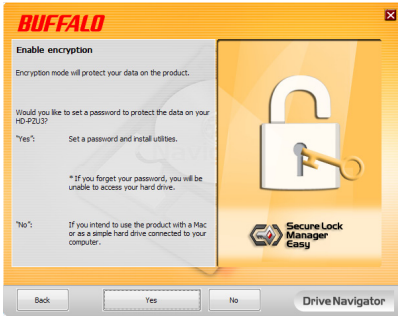 BUFFALO
Enable encryption
Encryption mode will protect your data on the product.
Would you like to set a password to protect the data on your
HD-PZU3?
"Yes": Set a password and install utilities.
* If you forget your password, you will be
unable to access your hard drive.
"No": If you intend to use the product with a Mac
or as a simple hard drive connected to your
computer.
Secure Lock
Manager
Easy
Back Yes No DriveNavigator